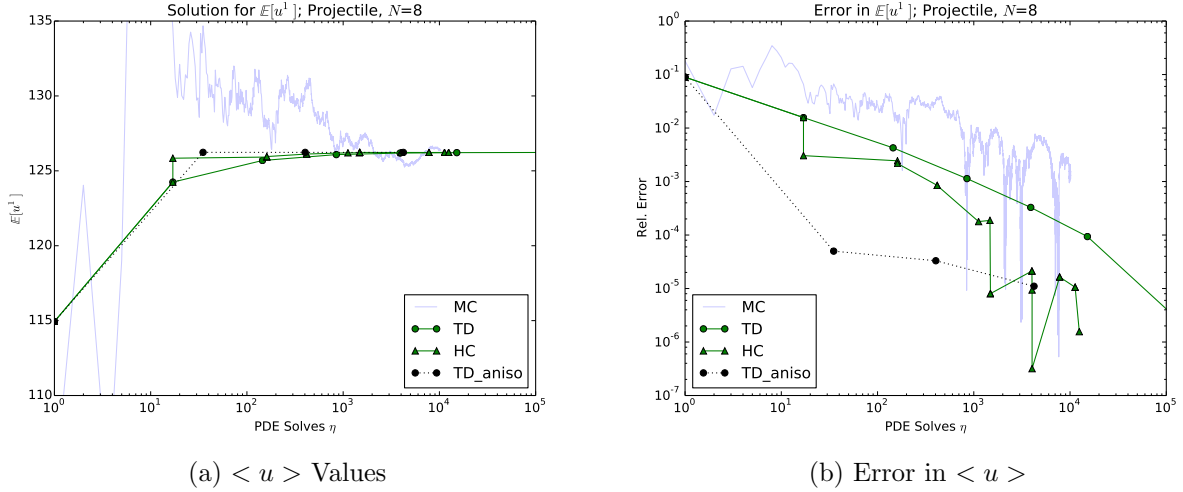 Solution for 𝔼[u¹]; Projectile, N=8
135
130
125
120
115
110
𝔼[u¹]
10⁰ 10¹ 10² 10³ 10⁴ 10⁵
PDE Solves η
MC
TD
HC
TD_aniso
(a) < u > Values
Error in 𝔼[u¹]; Projectile, N=8
10⁰
10⁻¹
10⁻²
10⁻³
10⁻⁴
10⁻⁵
10⁻⁶
10⁻⁷
Rel. Error
10⁰ 10¹ 10² 10³ 10⁴ 10⁵
PDE Solves η
MC
TD
HC
TD_aniso
(b) Error in < u >